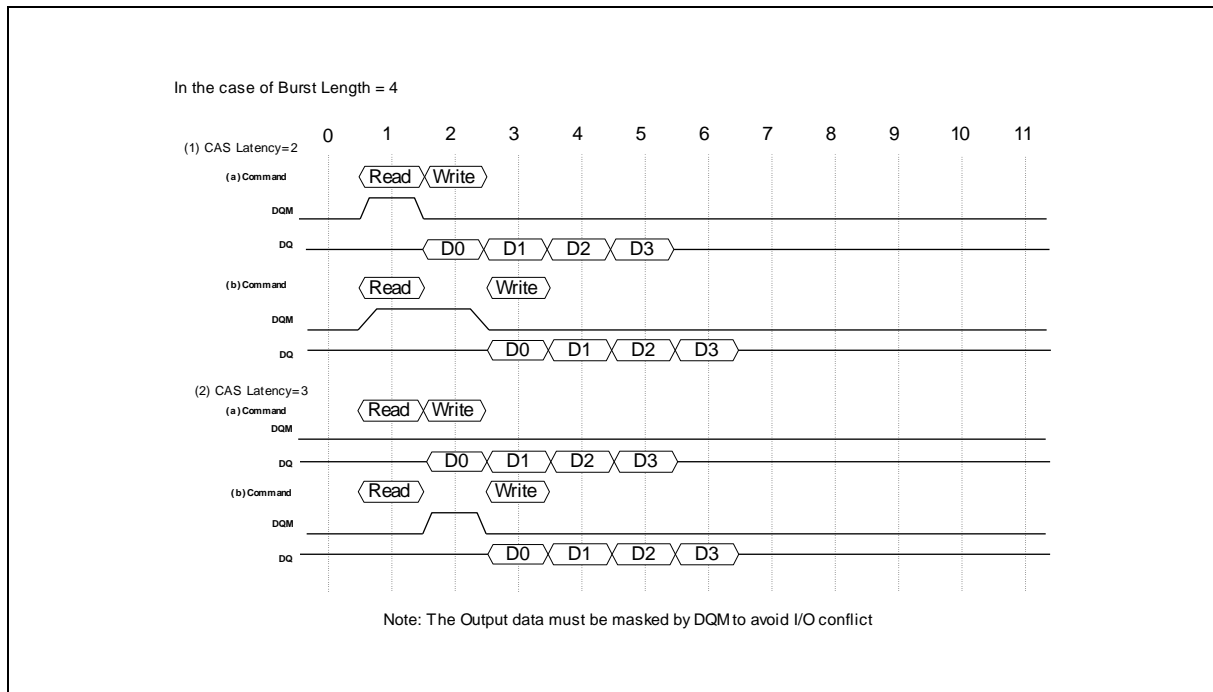 In the case of Burst Length = 4
0 1 2 3 4 5 6 7 8 9 10 11
(1) CAS Latency=2
(a) Command Read Write
DQM
DQ D0 D1 D2 D3
(b) Command Read Write
DQM
DQ D0 D1 D2 D3
(2) CAS Latency=3
(a) Command Read Write
DQM
DQ D0 D1 D2 D3
(b) Command Read Write
DQM
DQ D0 D1 D2 D3
Note: The Output data must be masked by DQM to avoid I/O conflict